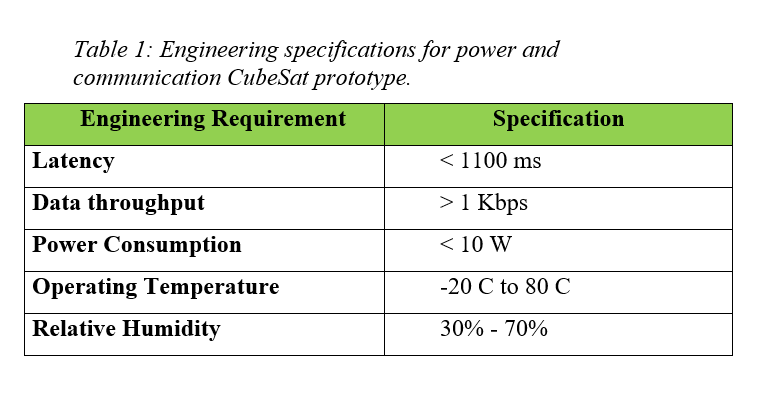 Table 1: Engineering specifications for power and
communication CubeSat prototype.
Engineering Requirement Specification
Latency < 1100 ms
Data throughput > 1 Kbps
Power Consumption < 10 W
Operating Temperature -20 C to 80 C
Relative Humidity 30% - 70%